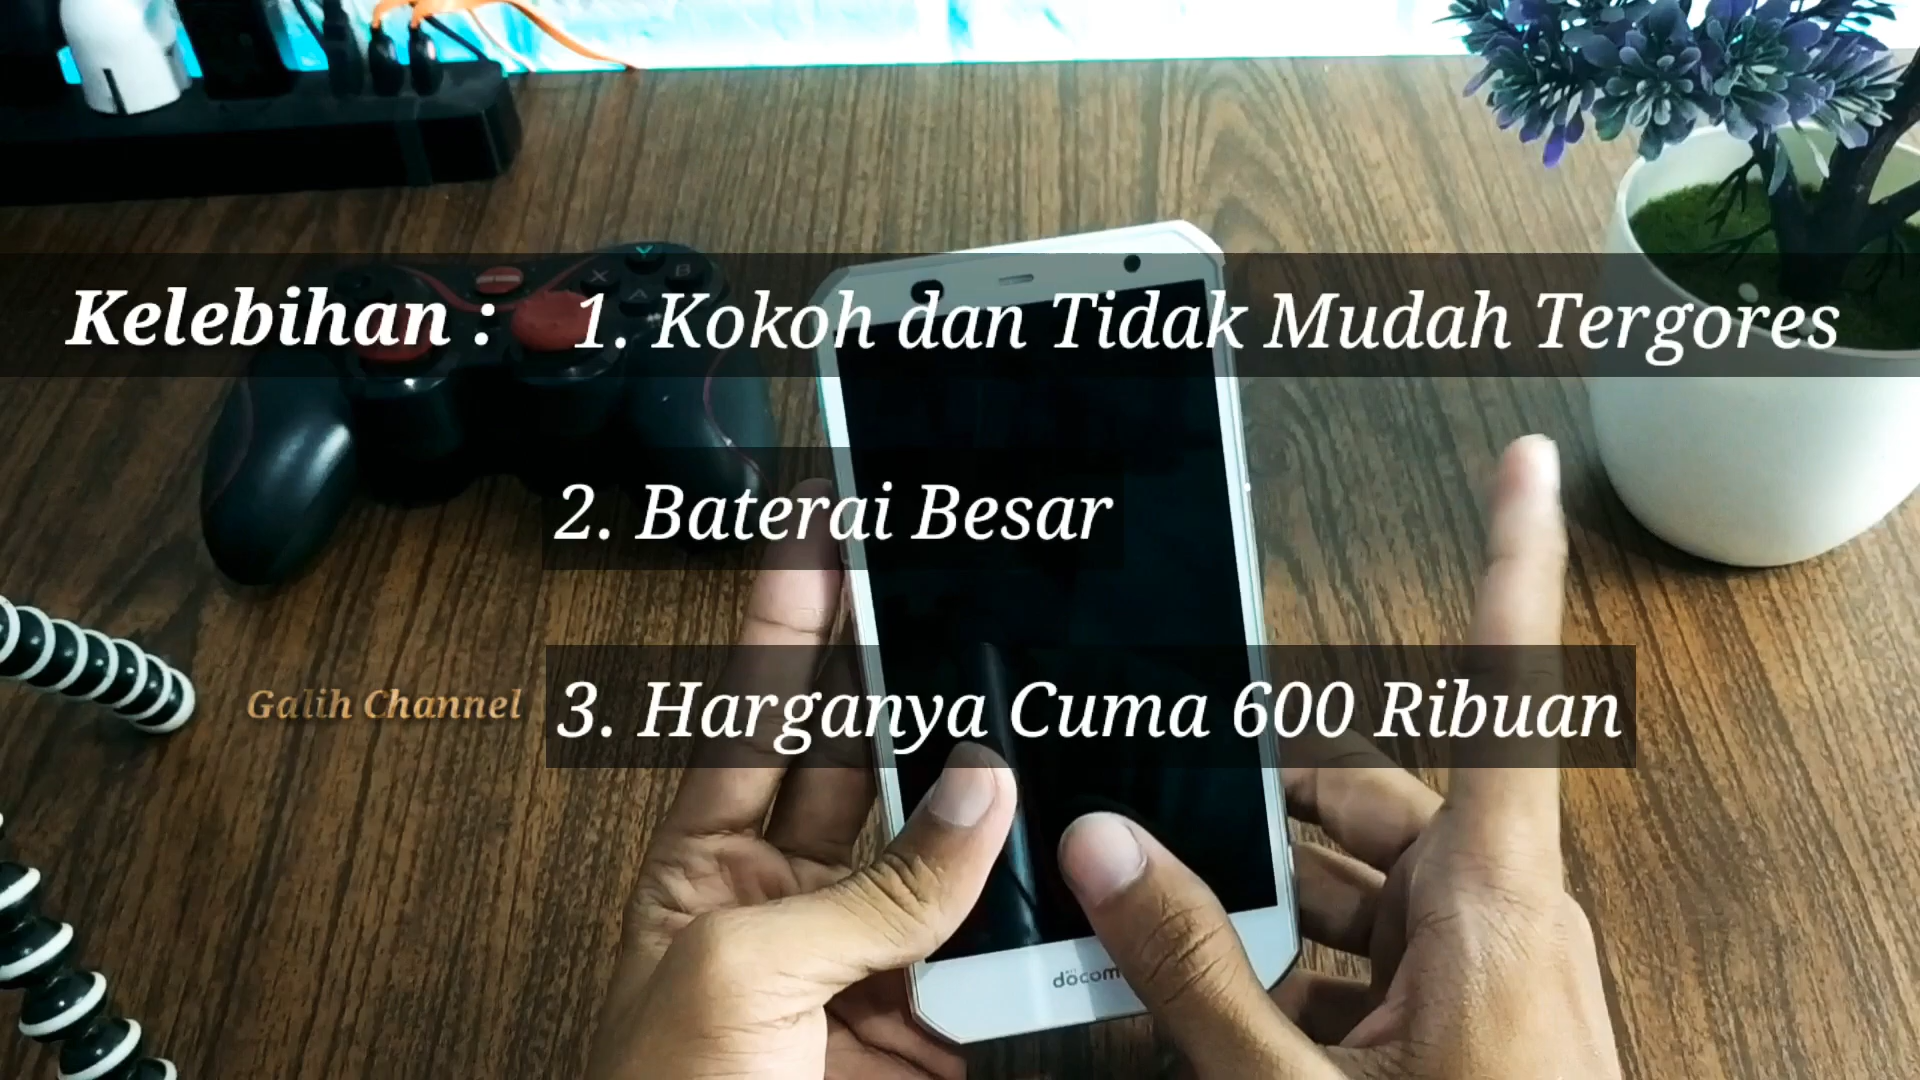 Kelebihan : 1. Kokoh dan Tidak Mudah Tergores
2. Baterai Besar
Galih Channel
3. Harganya Cuma 600 Ribuan
X
B
A
Y
docom